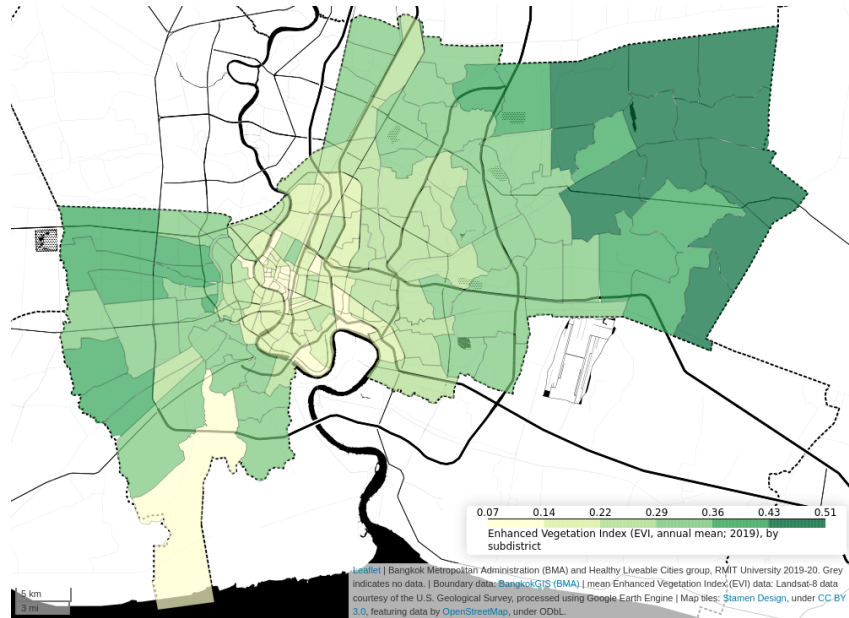 0.07 0.14 0.22 0.29 0.36 0.43 0.51
Enhanced Vegetation Index (EVI, annual mean; 2019), by
subdistrict
5 km
3 mi
Leaflet | Bangkok Metropolitan Administration (BMA) and Healthy Liveable Cities group, RMIT University 2019-20. Grey
indicates no data. | Boundary data: BangkokGIS (BMA) | mean Enhanced Vegetation Index (EVI) data: Landsat-8 data
courtesy of the U.S. Geological Survey, processed using Google Earth Engine | Map tiles: Stamen Design, under CC BY
3.0, featuring data by OpenStreetMap, under ODbL.